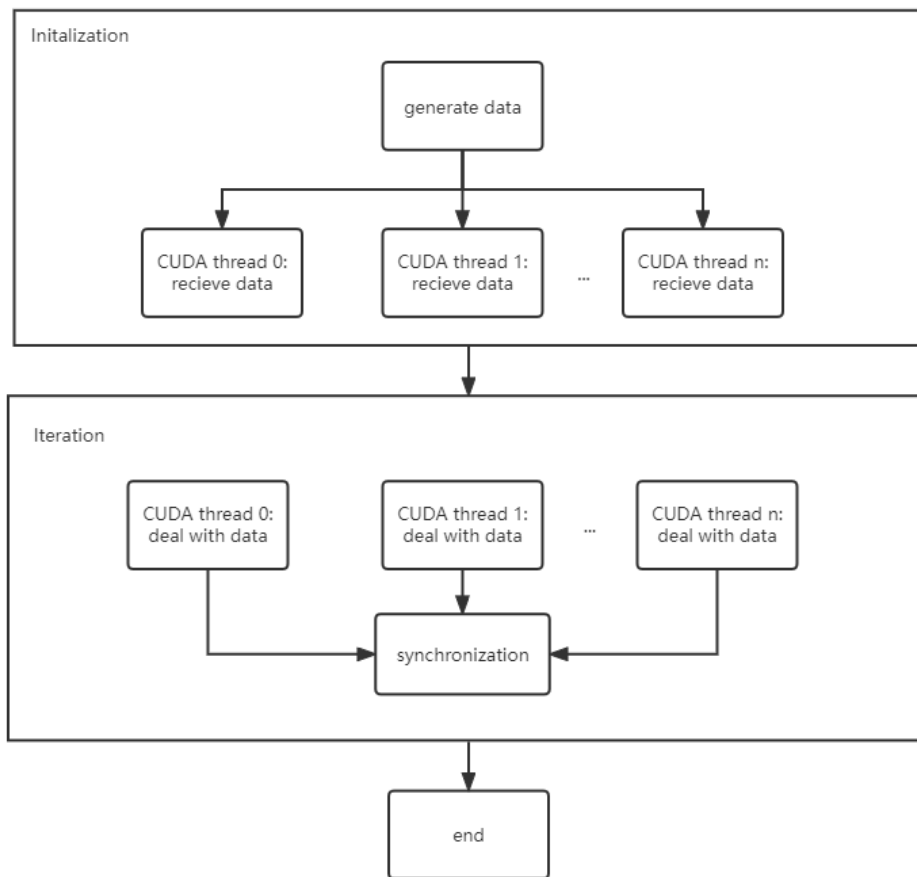 Initalization
generate data
CUDA thread 0:
recieve data
CUDA thread 1:
recieve data
...
CUDA thread n:
recieve data
Iteration
CUDA thread 0:
deal with data
CUDA thread 1:
deal with data
...
CUDA thread n:
deal with data
synchronization
end